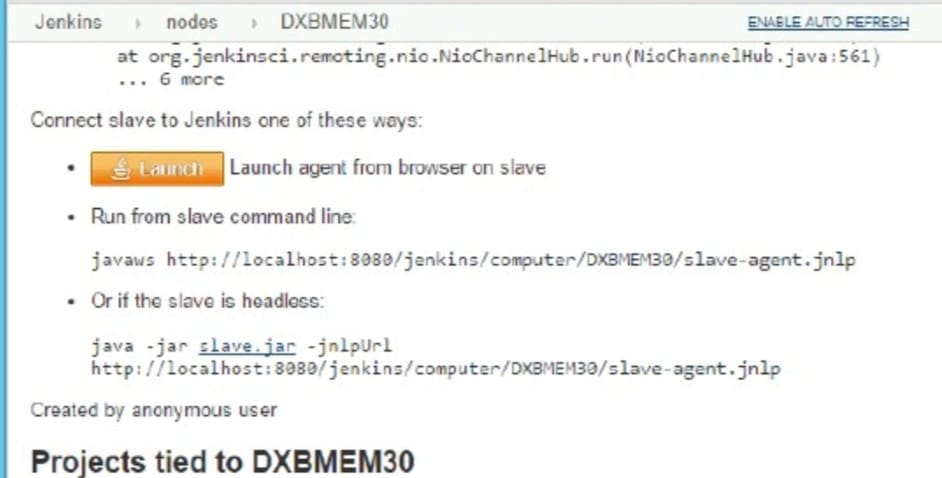 Jenkins › nodes › DXBMEM30 ENABLE AUTO REFRESH
at org.jenkinsci.remoting.nio.NioChannelHub.run(NioChannelHub.java:561)
... 6 more
Connect slave to Jenkins one of these ways:
• Launch Launch agent from browser on slave
• Run from slave command line:
javaws http://localhost:8080/jenkins/computer/DXBMEM30/slave-agent.jnlp
• Or if the slave is headless:
java -jar slave.jar -jnlpUrl
http://localhost:8080/jenkins/computer/DXBMEM30/slave-agent.jnlp
Created by anonymous user
Projects tied to DXBMEM30